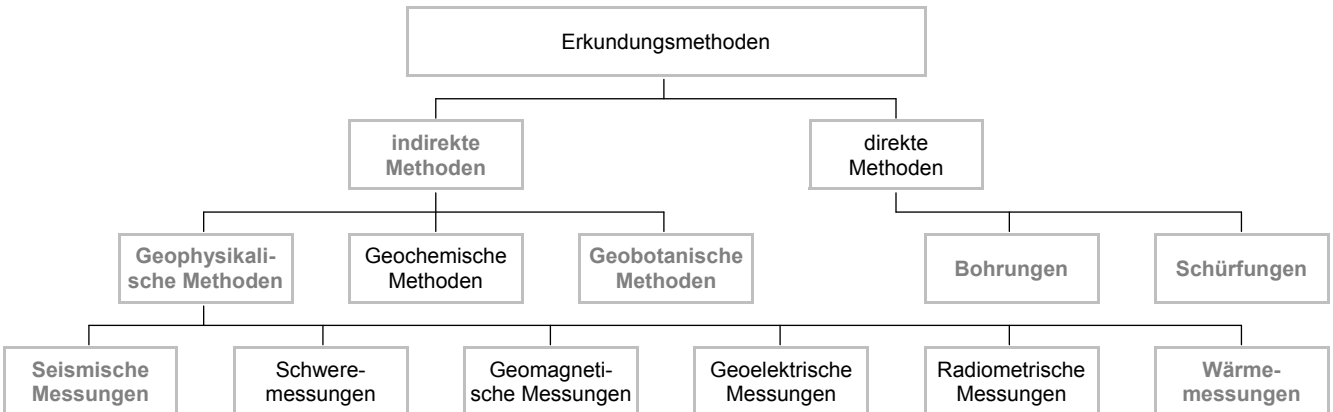 Erkundungsmethoden
indirekte
Methoden
direkte
Methoden
Geophysikali-
sche Methoden
Geochemische
Methoden
Geobotanische
Methoden
Bohrungen
Schürfungen
Seismische
Messungen
Schwere-
messungen
Geomagneti-
sche Messungen
Geoelektrische
Messungen
Radiometrische
Messungen
Wärme-
messungen